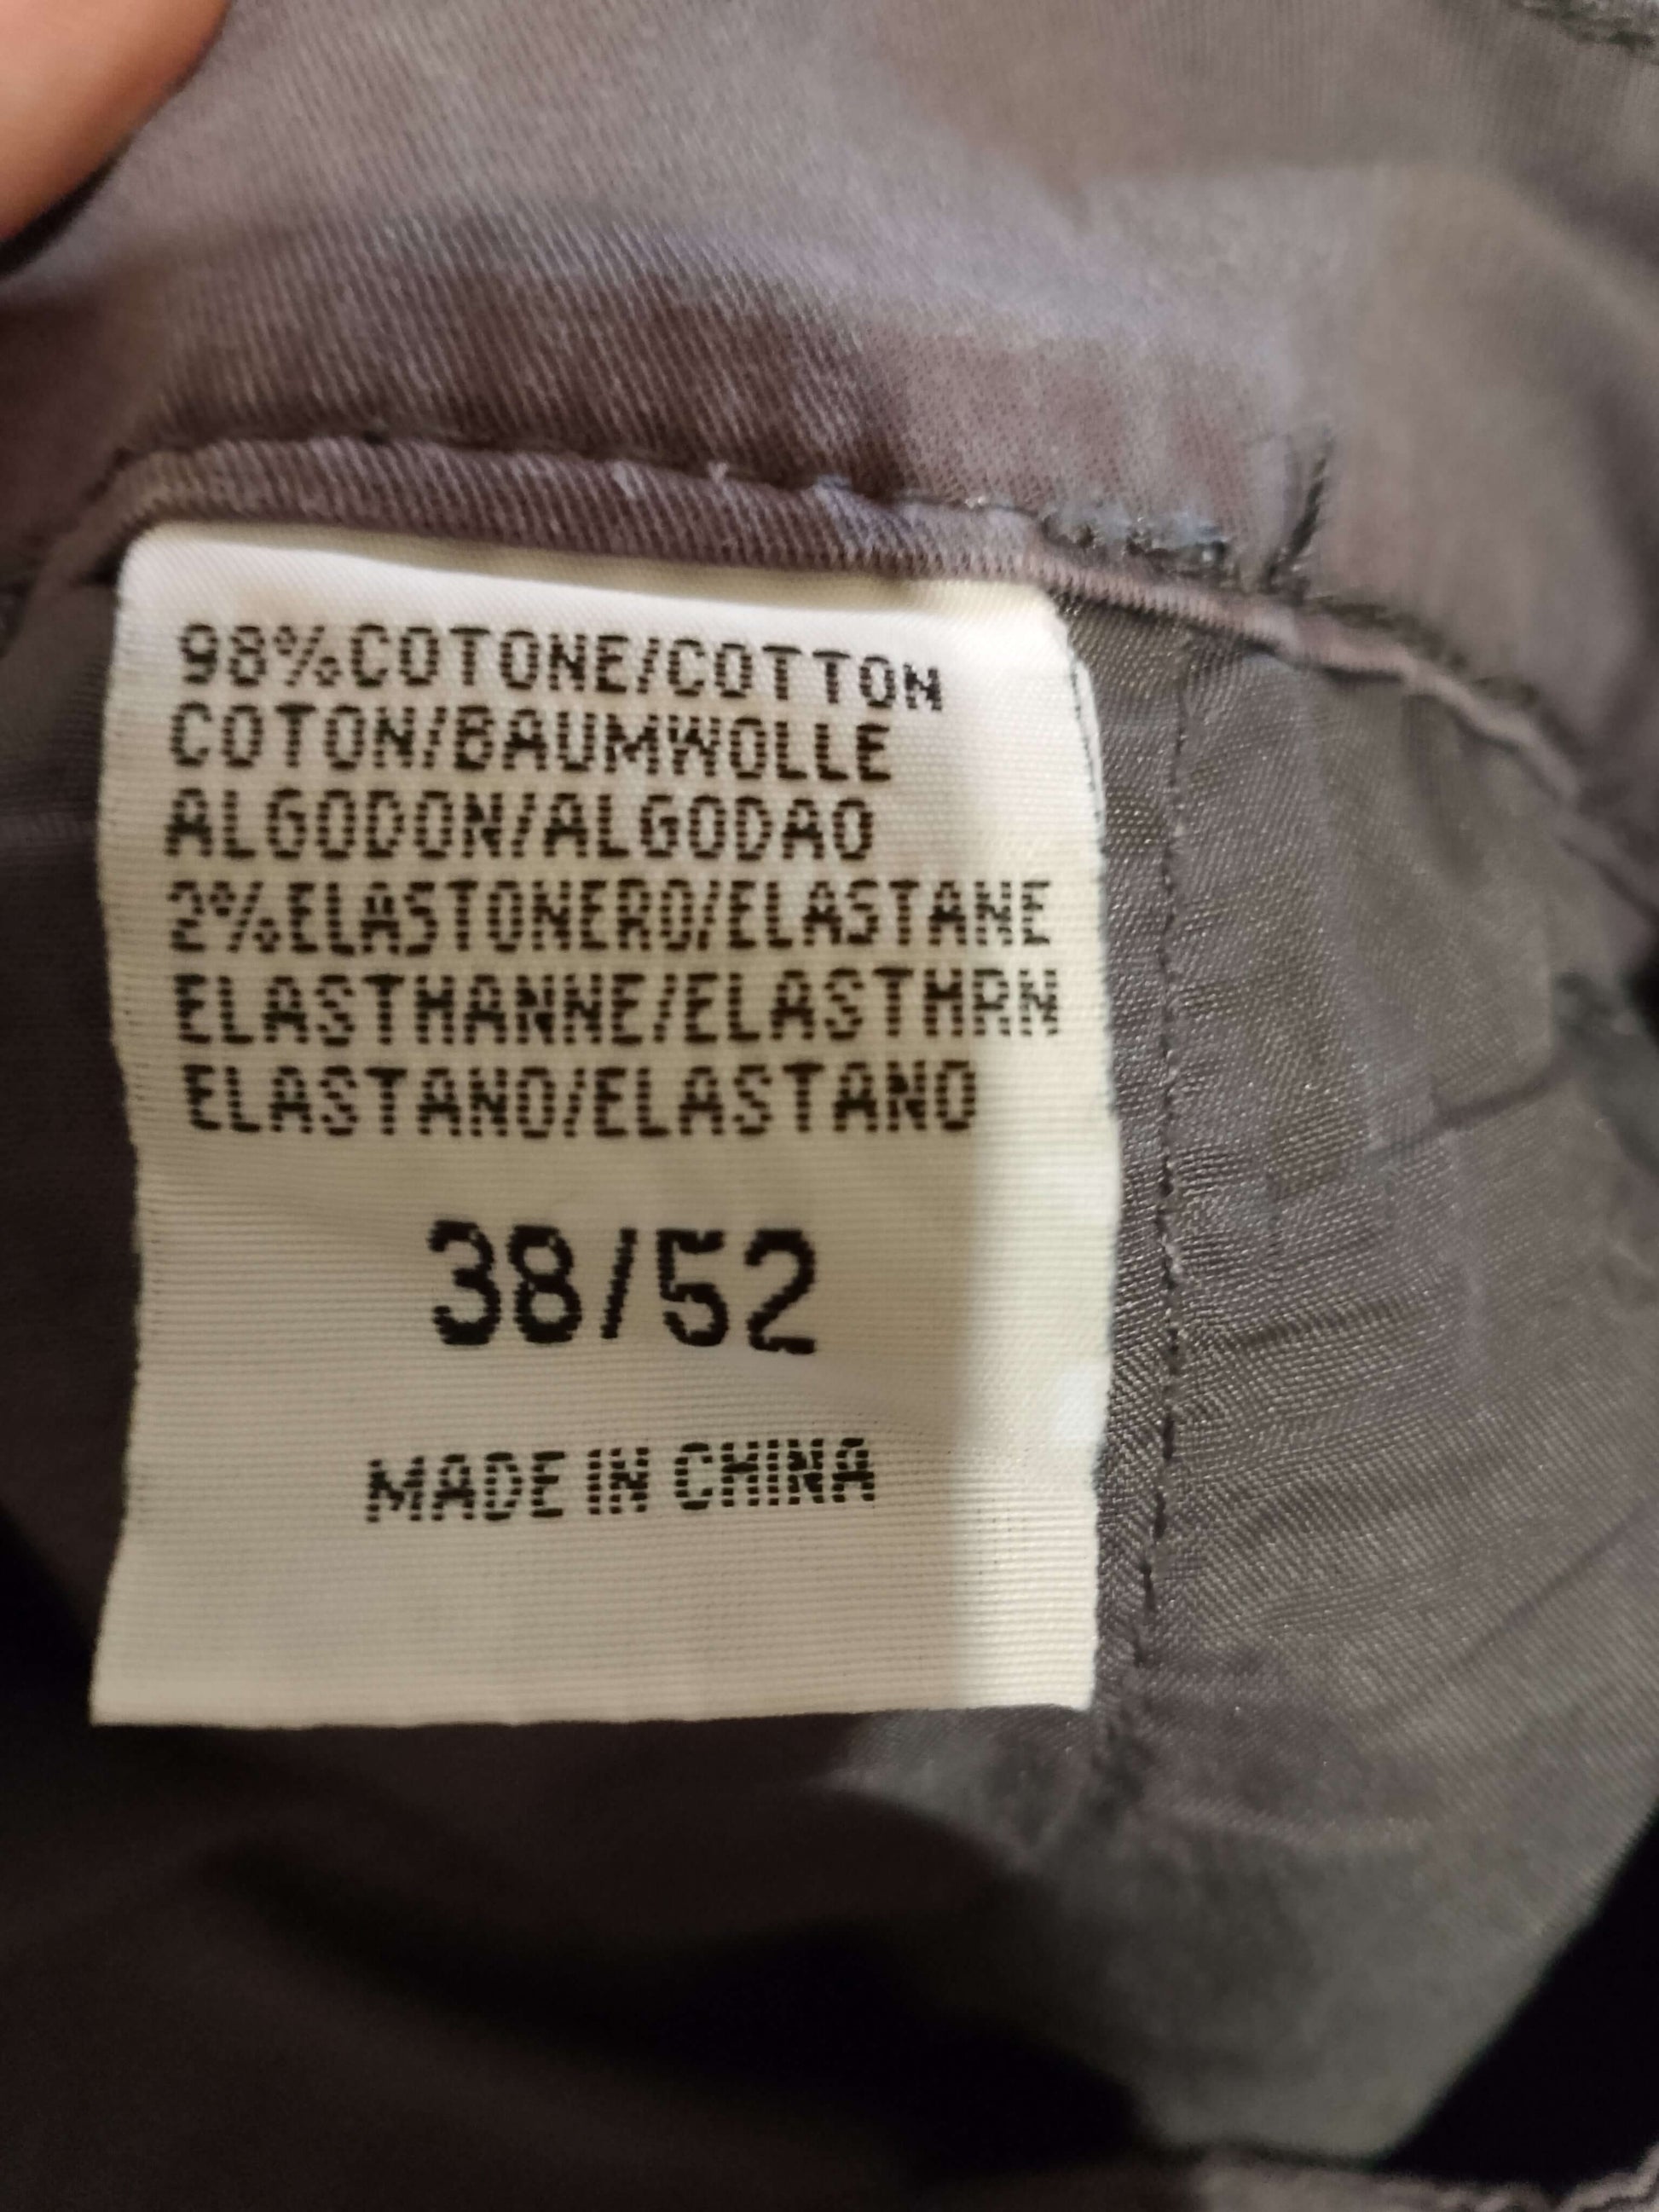 98%COTONE/COTTON
COTON/BAUMWOLLE
ALGODON/ALGODAO
2%ELASTONERO/ELASTANE
ELASTHANNE/ELASTHRN
ELASTANO/ELASTANO
38/52
MADE IN CHINA